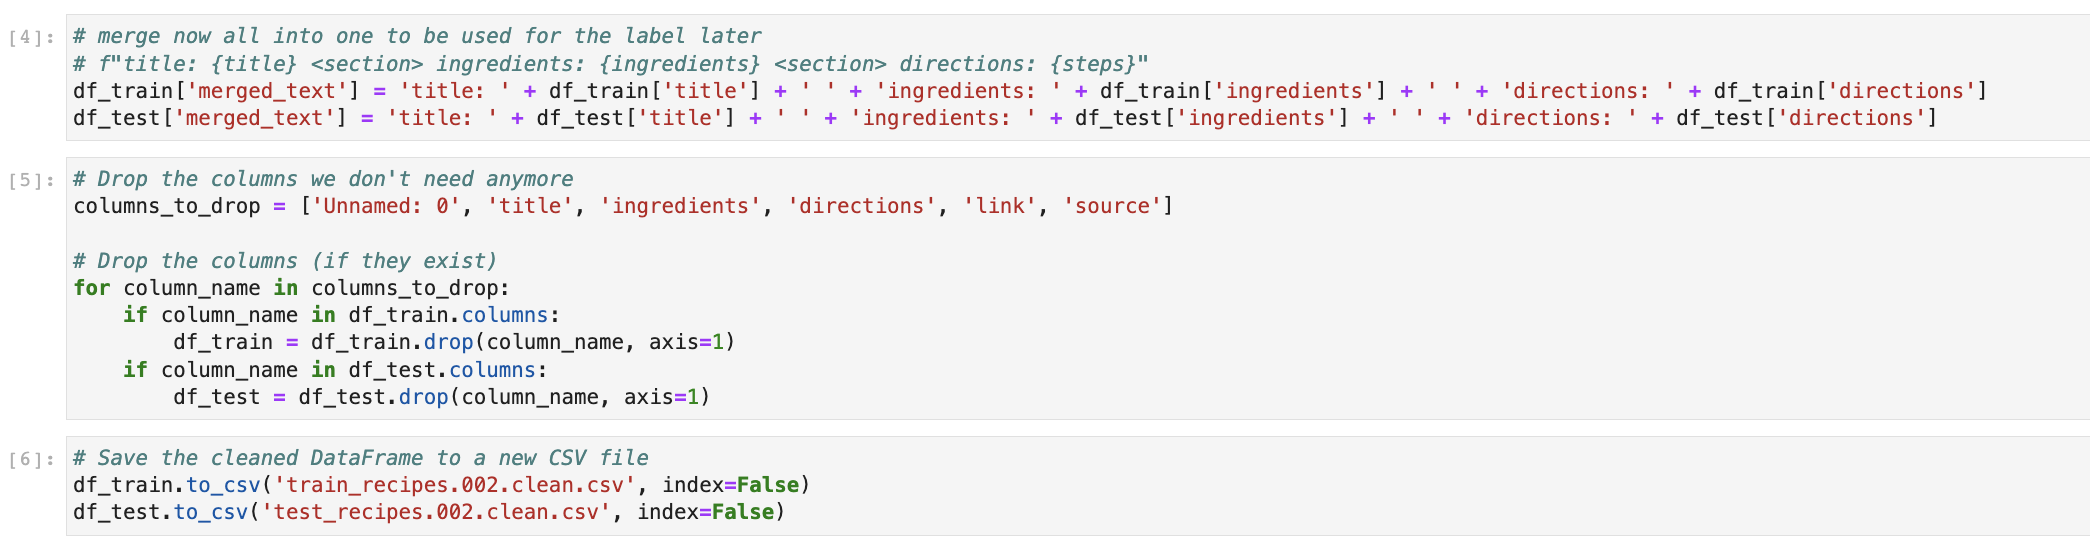 [4]: # merge now all into one to be used for the label later
# f"title: {title} <section> ingredients: {ingredients} <section> directions: {steps}"
df_train['merged_text'] = 'title: ' + df_train['title'] + ' ' + 'ingredients: ' + df_train['ingredients'] + ' ' + 'directions: ' + df_train['directions']
df_test['merged_text'] = 'title: ' + df_test['title'] + ' ' + 'ingredients: ' + df_test['ingredients'] + ' ' + 'directions: ' + df_test['directions']
[5]: # Drop the columns we don't need anymore
columns_to_drop = ['Unnamed: 0', 'title', 'ingredients', 'directions', 'link', 'source']
# Drop the columns (if they exist)
for column_name in columns_to_drop:
    if column_name in df_train.columns:
        df_train = df_train.drop(column_name, axis=1)
    if column_name in df_test.columns:
        df_test = df_test.drop(column_name, axis=1)
[6]: # Save the cleaned DataFrame to a new CSV file
df_train.to_csv('train_recipes.002.clean.csv', index=False)
df_test.to_csv('test_recipes.002.clean.csv', index=False)